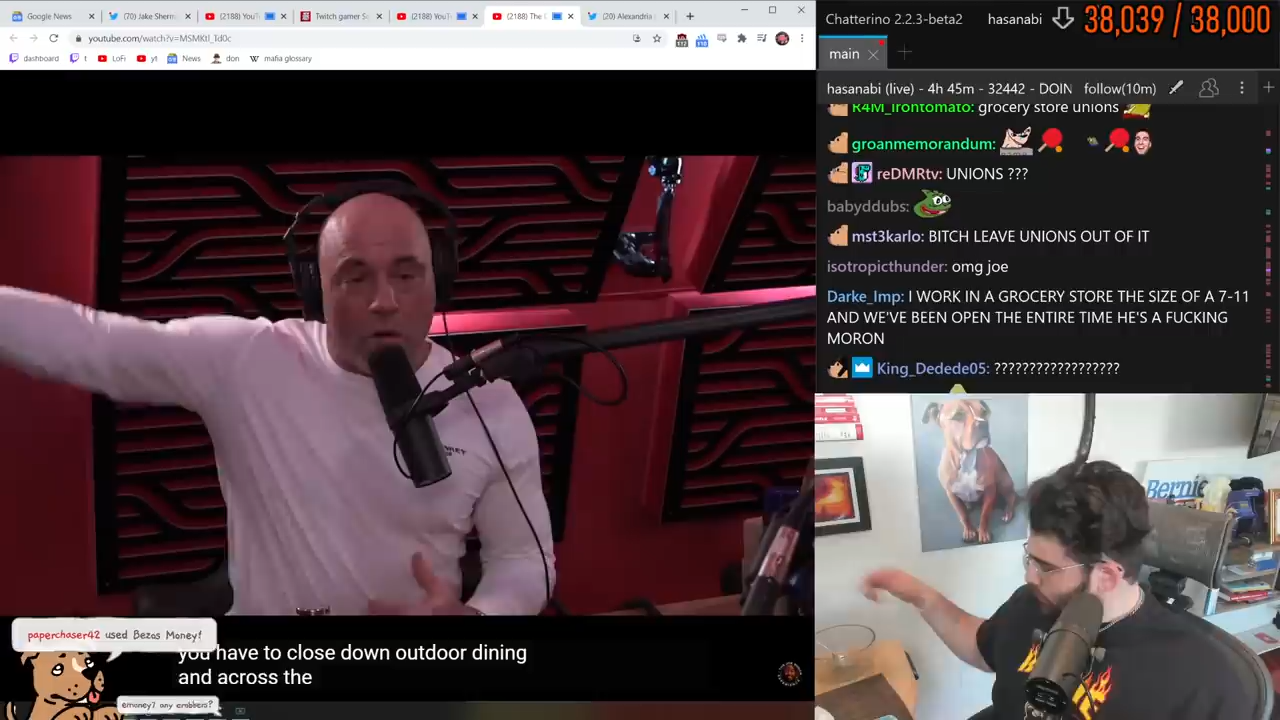 Google News
(70) Jake Sherm
(2188) YouT
Twitch gamer S
(2188) YouT
(2188) The
(20) Alexandria
youtube.com/watch?v=MSMKtI_Td0c
dashboard
t
LoFi
yt
News
don
mafia glossary
Chatterino 2.2.3-beta2
hasanabi
38,039 / 38,000
main
hasanabi (live) - 4h 45m - 32442 - DOIN
follow(10m)
R4M_Irontomato: grocery store unions
groanmemorandum:
reDMRtv: UNIONS ???
babyddubs:
mst3karlo: BITCH LEAVE UNIONS OUT OF IT
isotropicthunder: omg joe
Darke_Imp: I WORK IN A GROCERY STORE THE SIZE OF A 7-11
AND WE'VE BEEN OPEN THE ENTIRE TIME HE'S A FUCKING
MORON
King_Dedede05: ??????????????????
Bernie
paperchaser42 used Bezos Money!
you have to close down outdoor dining
and across the